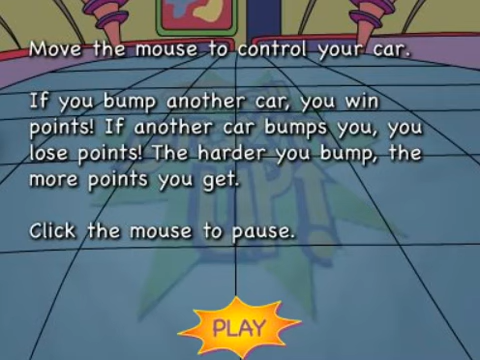 Move the mouse to control your car.
If you bump another car, you win
points! If another car bumps you, you
lose points! The harder you bump, the
more points you get.
Click the mouse to pause.
UP!
PLAY